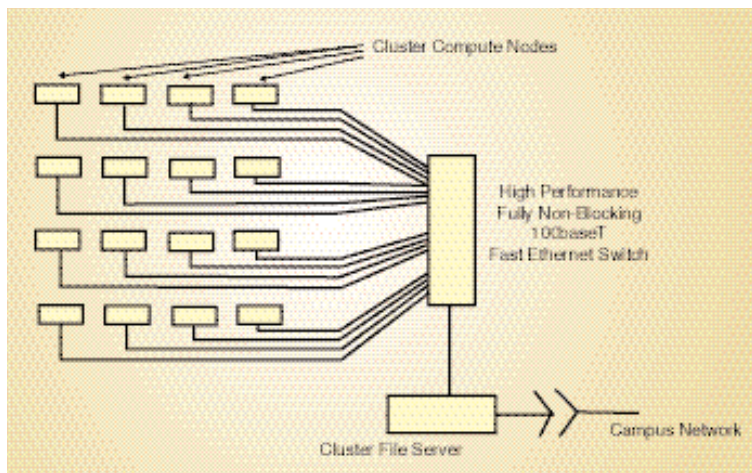 Cluster Compute Nodes
High Performance
Fully Non-Blocking
100baseT
Fast Ethernet Switch
Cluster File Server
Campus Network